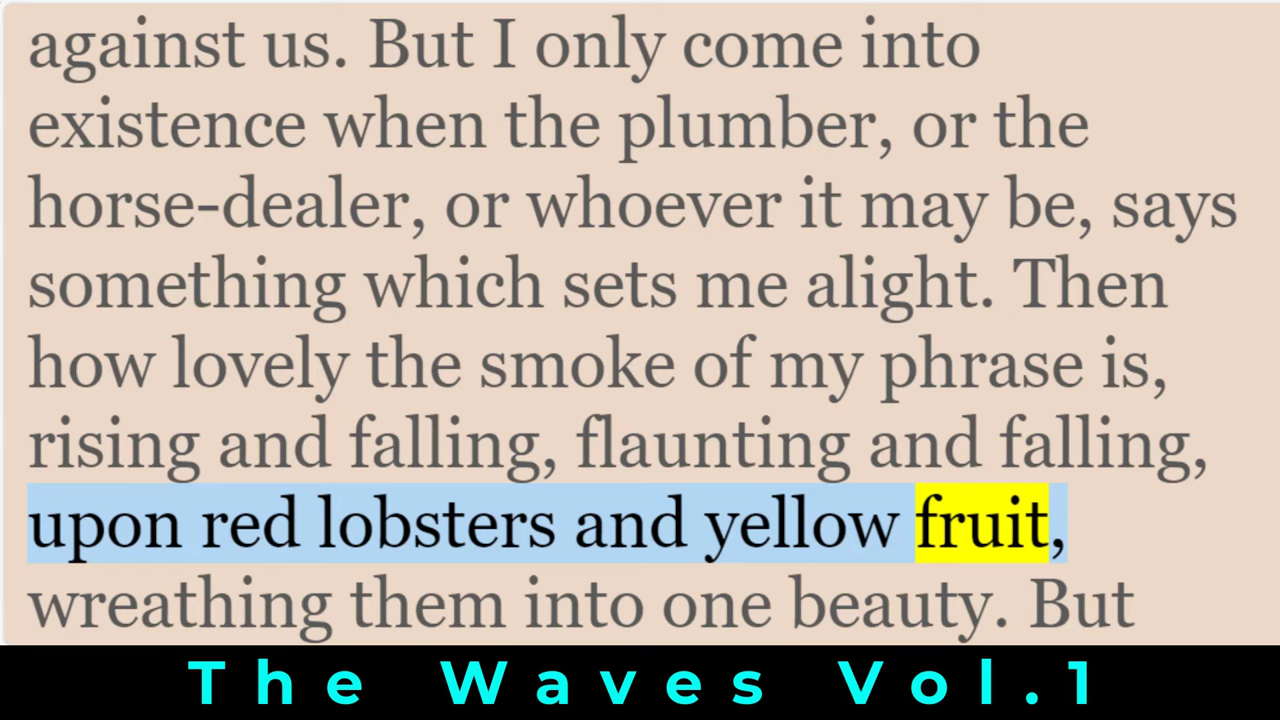 against us. But I only come into
existence when the plumber, or the
horse-dealer, or whoever it may be, says
something which sets me alight. Then
how lovely the smoke of my phrase is,
rising and falling, flaunting and falling,
upon red lobsters and yellow fruit,
wreathing them into one beauty. But
The Waves Vol.1